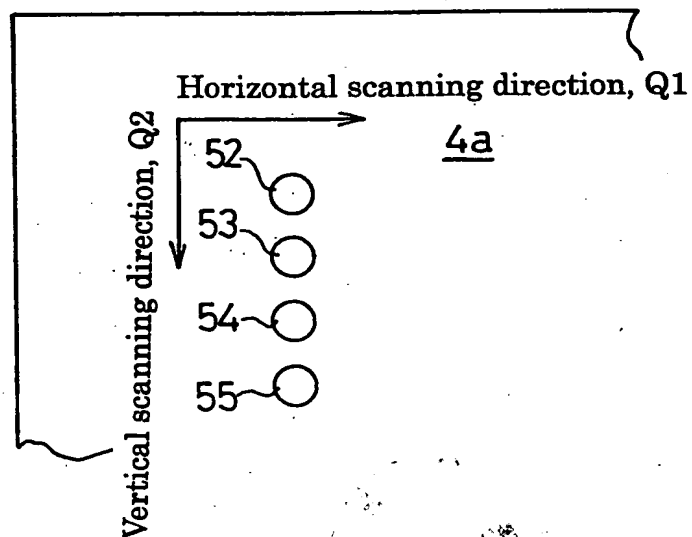 Horizontal scanning direction, Q1
Vertical scanning direction, Q2
4a
52
53
54
55